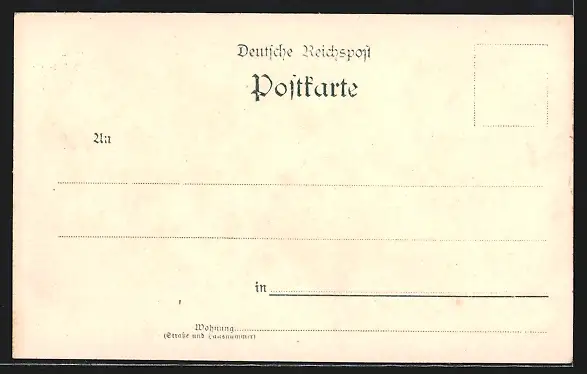 Deutsche Reichspost
Postkarte
An
in
Wohnung
(Straße und Hausnummer)